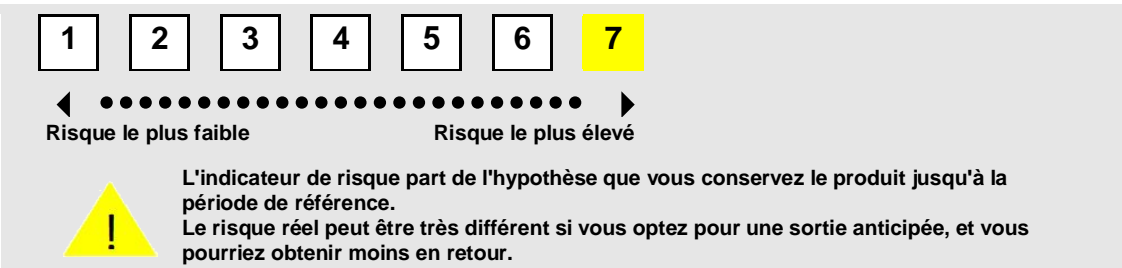 1 2 3 4 5 6 7
Risque le plus faible Risque le plus élevé
L'indicateur de risque part de l'hypothèse que vous conservez le produit jusqu'à la
période de référence.
Le risque réel peut être très différent si vous optez pour une sortie anticipée, et vous
pourriez obtenir moins en retour.
!